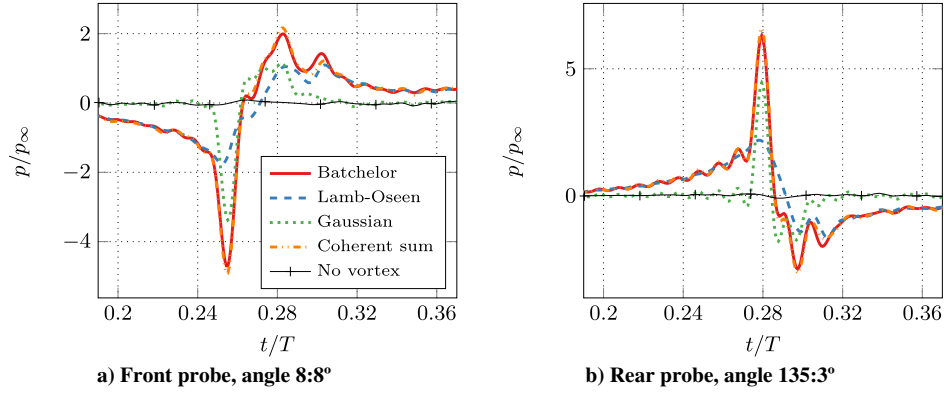 2
0
−2
−4
p/p∞
0.2 0.24 0.28 0.32 0.36
t/T
Batchelor
Lamb-Oseen
Gaussian
Coherent sum
No vortex
a) Front probe, angle 8:8º
5
0
p/p∞
0.2 0.24 0.28 0.32 0.36
t/T
b) Rear probe, angle 135:3º